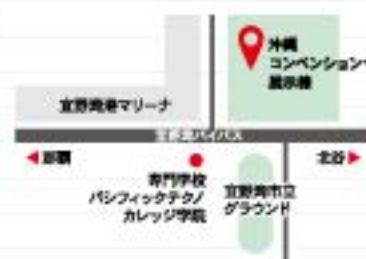 沖縄
コンベンション
展示棟
宜野湾港マリーナ
宜野湾バイパス
那覇
北谷
専門学校
パシフィックテクノ
カレッジ学院
宜野湾市立
グラウンド